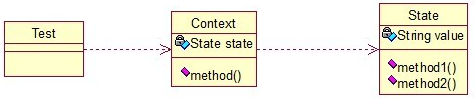 Test
Context
State state
method()
State
String value
method1()
method2()